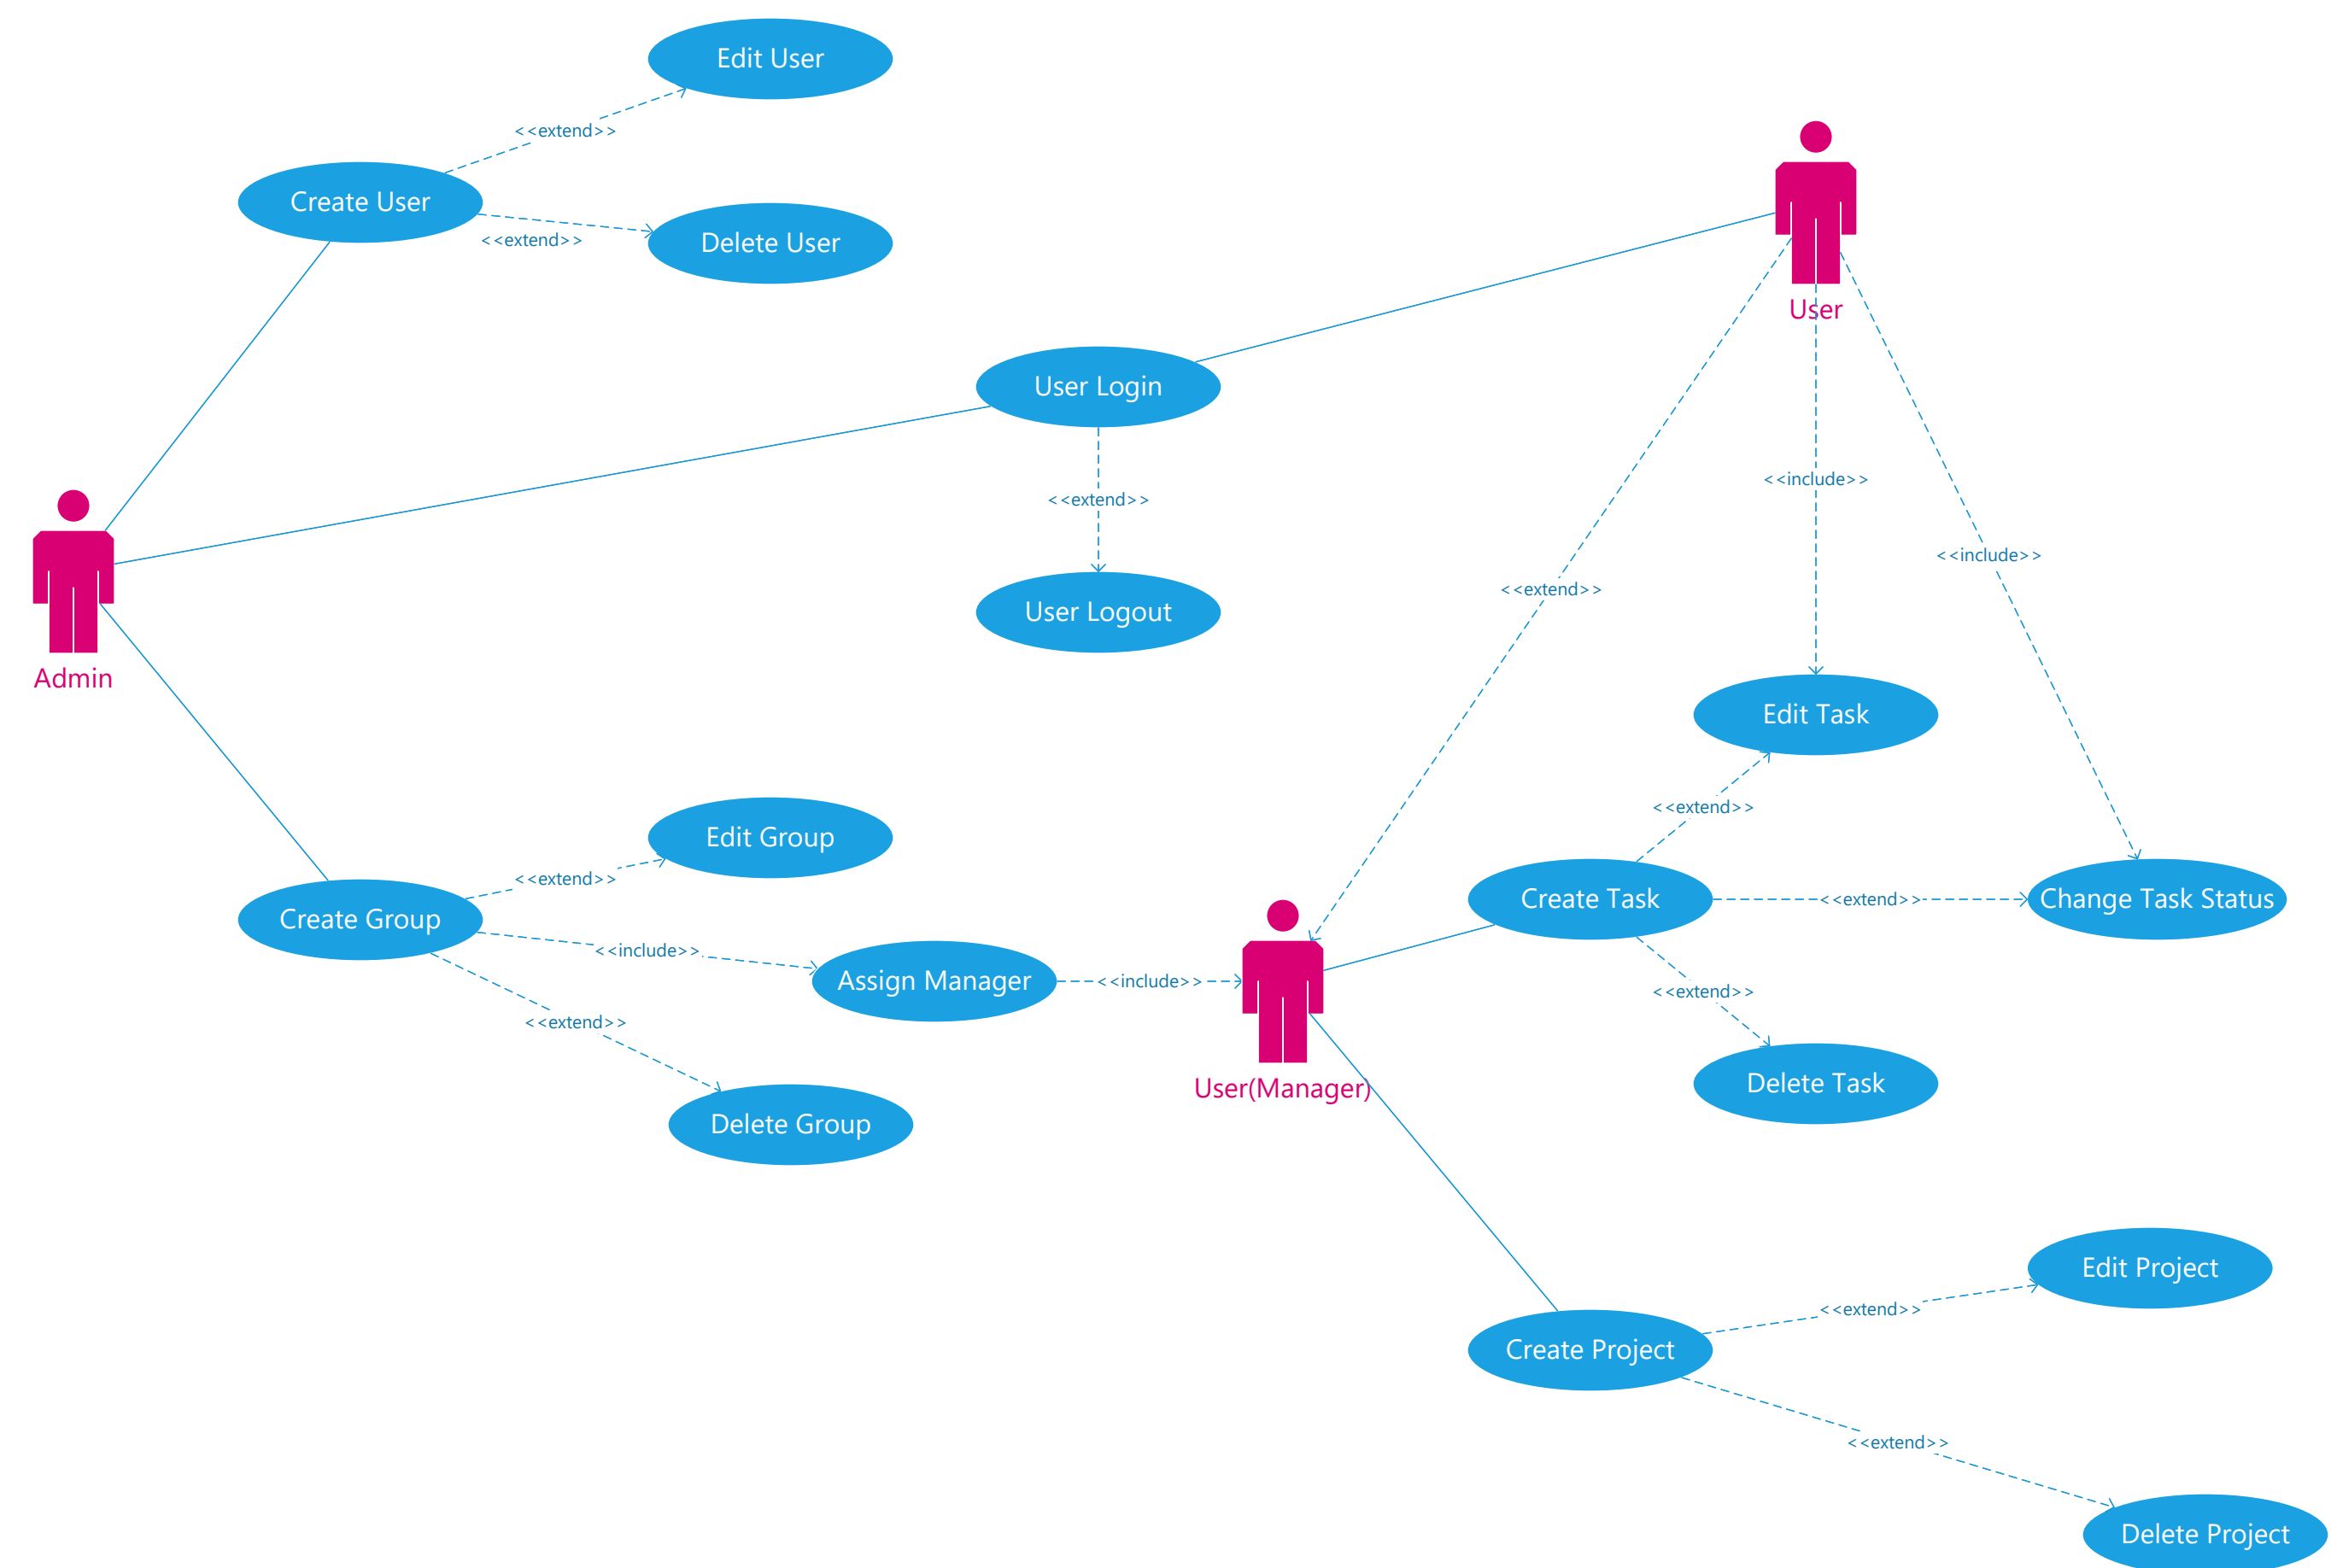 Edit User
<<extend>>
Create User
Delete User
<<extend>>
User
User Login
<<include>>
<<extend>>
<<include>>
<<extend>>
User Logout
Admin
Edit Task
<<extend>>
Edit Group
<<extend>>
Create Group
Create Task
<<extend>>
Change Task Status
<<include>>
Assign Manager
<<include>>
<<extend>>
<<extend>>
Delete Task
User(Manager)
Delete Group
Edit Project
<<extend>>
Create Project
<<extend>>
Delete Project